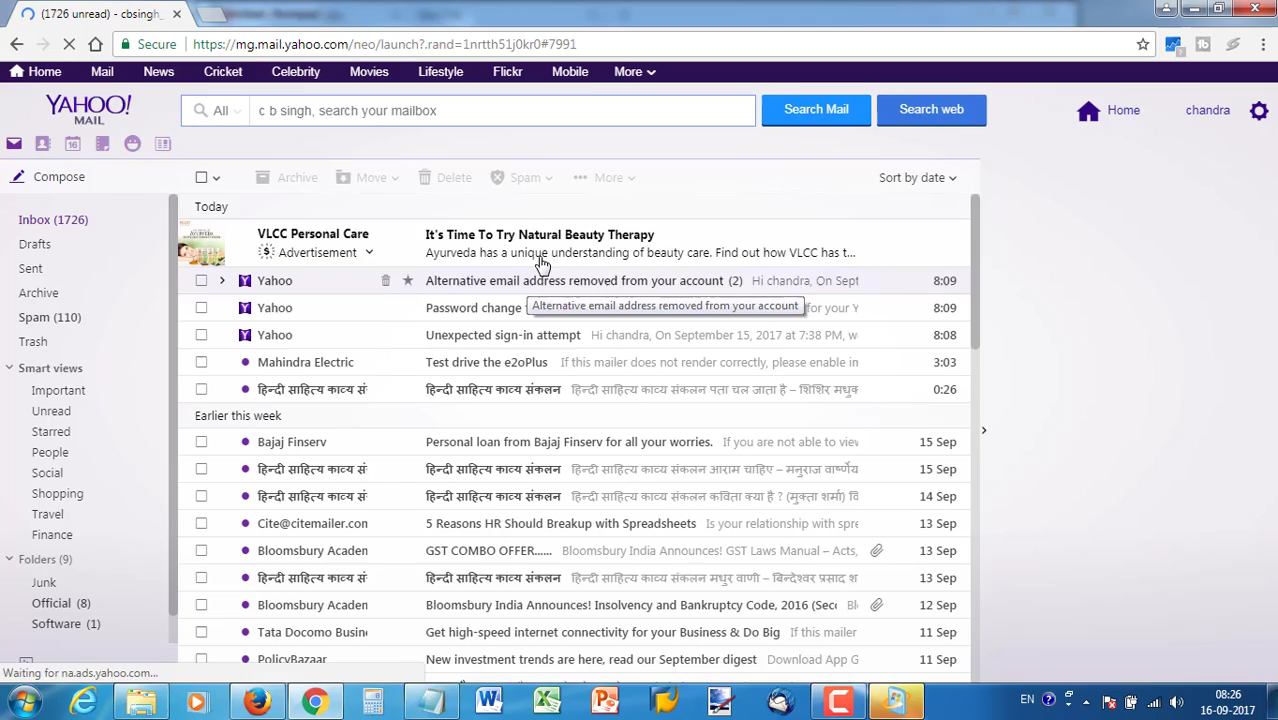 (1726 unread) - cbsingh_
Secure https://mg.mail.yahoo.com/neo/launch?.rand=1nrtth51j0kr0#7991
Home Mail News Cricket Celebrity Movies Lifestyle Flickr Mobile More
YAHOO! MAIL
All c b singh, search your mailbox Search Mail Search web Home chandra
16
Compose
Archive Move Delete Spam More Sort by date
Inbox (1726)
Drafts
Sent
Archive
Spam (110)
Trash
Smart views
Important
Unread
Starred
People
Social
Shopping
Travel
Finance
Folders (9)
Junk
Official (8)
Software (1)
Today
VLCC Personal Care It's Time To Try Natural Beauty Therapy
Advertisement Ayurveda has a unique understanding of beauty care. Find out how VLCC has t...
Yahoo Alternative email address removed from your account (2) Hi chandra, On Sept 8:09
Yahoo Password change for your Y 8:09
Alternative email address removed from your account
Yahoo Unexpected sign-in attempt Hi chandra, On September 15, 2017 at 7:38 PM, w 8:09
Mahindra Electric Test drive the e2oPlus If this mailer does not render correctly, please enable in 3:03
हिन्दी साहित्य काव्य सं हिन्दी साहित्य काव्य संकलन हिन्दी साहित्य काव्य संकलन पता चल जाता है – शिशिर मधुक 0:26
Earlier this week
Bajaj Finserv Personal loan from Bajaj Finserv for all your worries. If you are not able to view 15 Sep
हिन्दी साहित्य काव्य सं हिन्दी साहित्य काव्य संकलन हिन्दी साहित्य काव्य संकलन आराम चाहिए – मनुराज वार्ष्णेय 15 Sep
हिन्दी साहित्य काव्य सं हिन्दी साहित्य काव्य संकलन हिन्दी साहित्य काव्य संकलन कविता क्या है ? (मुक्ता शर्मा) वि 14 Sep
Cite@citemailer.con 5 Reasons HR Should Breakup with Spreadsheets Is your relationship with spre 13 Sep
Bloomsbury Academ GST COMBO OFFER...... Bloomsbury India Announces! GST Laws Manual – Acts, 13 Sep
हिन्दी साहित्य काव्य सं हिन्दी साहित्य काव्य संकलन हिन्दी साहित्य काव्य संकलन मधुर वाणी – बिन्देश्वर प्रसाद श 13 Sep
Bloomsbury Academ Bloomsbury India Announces! Insolvency and Bankruptcy Code, 2016 (Secc Bl 12 Sep
Tata Docomo Busin Get high-speed internet connectivity for your Business & Do Big If this mailer 11 Sep
PolicyBazaar New investment trends are here, read our September digest Download App G 11 Sep
Waiting for na.ads.yahoo.com...
EN 08:26
16-09-2017